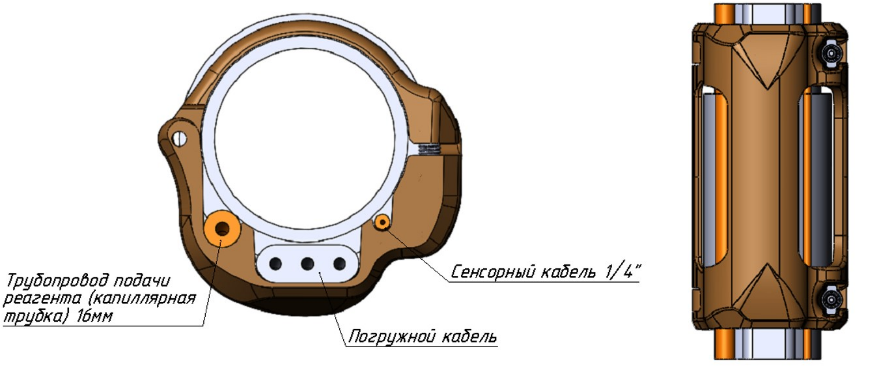 Сенсорный кабель 1/4"
Трубопровод подачи
реагента (капиллярная
трубка) 16мм
Погружной кабель